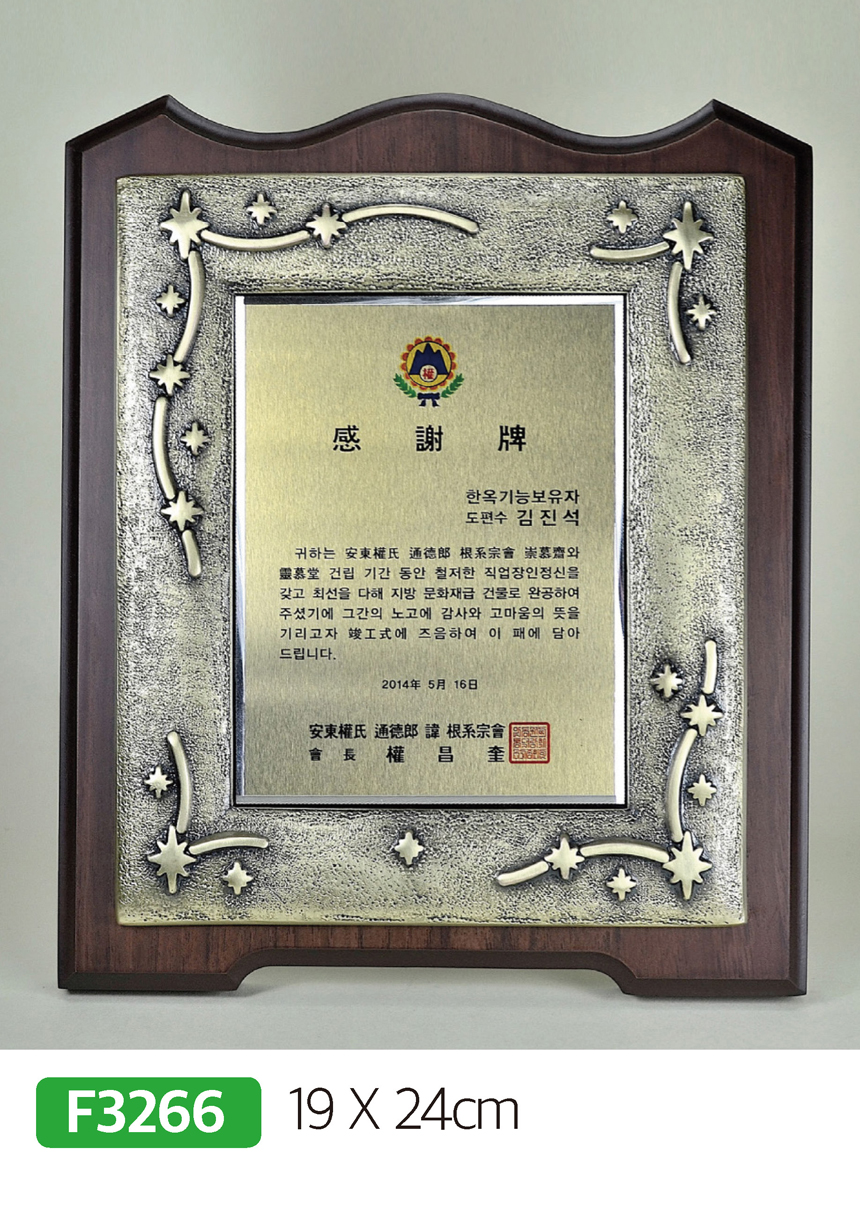 權
感 謝 牌
한옥기능보유자
도편수 김진석
귀하는 安東權氏 通德郎 根系宗會 崇慕齋와
靈慕堂 건립 기간 동안 철저한 직업장인정신을
갖고 최선을 다해 지방 문화재급 건물로 완공하여
주셨기에 그간의 노고에 감사와 고마움의 뜻을
기리고자 竣工式에 즈음하여 이 패에 담아
드립니다.
2014年 5月 16日
安東權氏 通德郎 諱 根系宗會
會 長 權 昌 奎
F3266 19 X 24cm